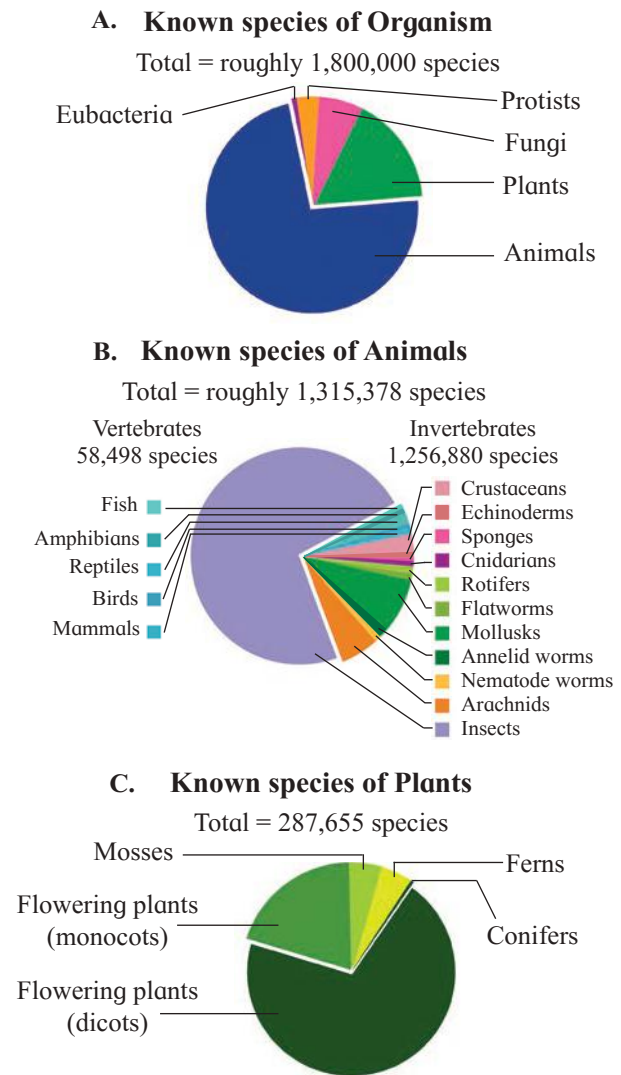 A. Known species of Organism
Total = roughly 1,800,000 species
Eubacteria
Protists
Fungi
Plants
Animals
B. Known species of Animals
Total = roughly 1,315,378 species
Vertebrates
58,498 species
Invertebrates
1,256,880 species
Fish
Amphibians
Reptiles
Birds
Mammals
Crustaceans
Echinoderms
Sponges
Cnidarians
Rotifers
Flatworms
Mollusks
Annelid worms
Nematode worms
Arachnids
Insects
C. Known species of Plants
Total = 287,655 species
Mosses
Ferns
Flowering plants
(monocots)
Conifers
Flowering plants
(dicots)